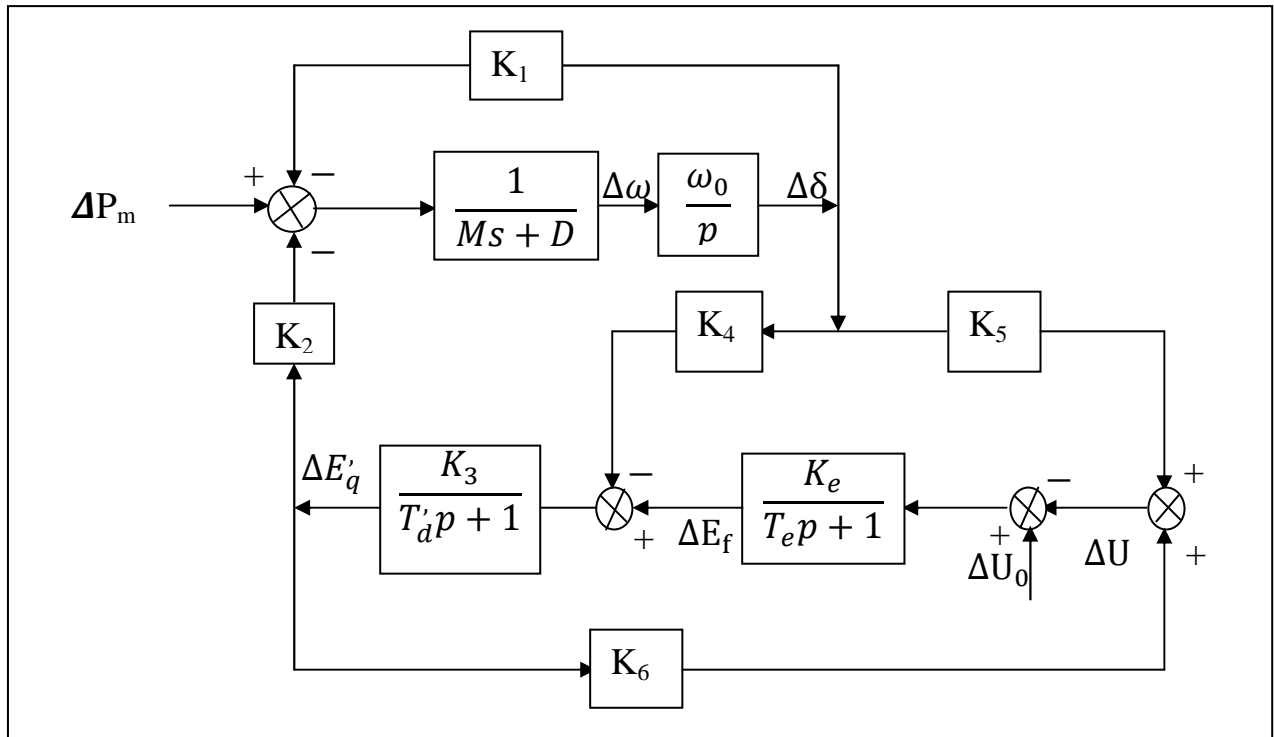 K₁
+
−
ΔPₘ
1
Ms + D
Δω
ω₀
p
Δδ
−
K₂
K₄
K₅
ΔE'q
K₃
T'd p + 1
−
+
ΔE_f
Kₑ
Tₑp + 1
−
+
ΔU₀
ΔU
+
+
K₆